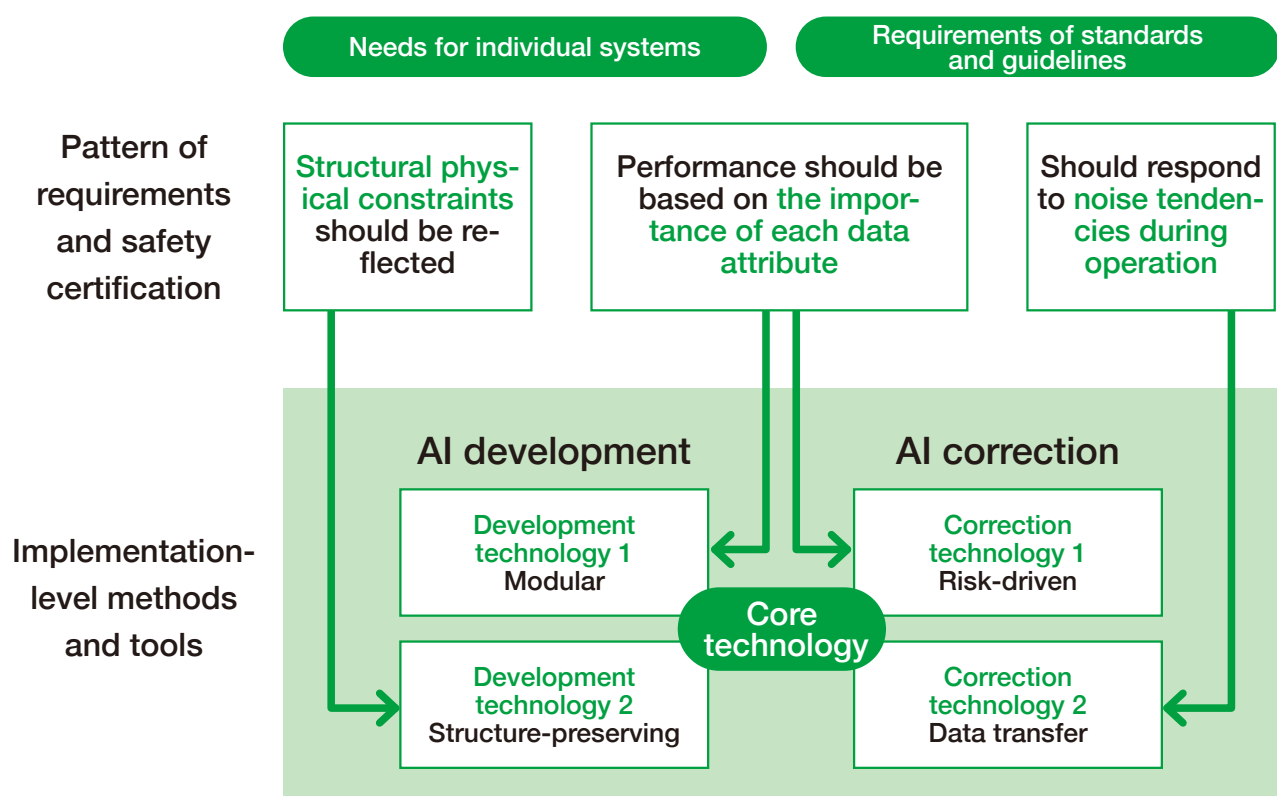 Needs for individual systems
Requirements of standards
and guidelines
Pattern of
requirements
and safety
certification
Structural phys-
ical constraints
should be re-
flected
Performance should be
based on the impor-
tance of each data
attribute
Should respond
to noise tenden-
cies during
operation
Implementation-
level methods
and tools
AI development
Development
technology 1
Modular
Development
technology 2
Structure-preserving
Core
technology
AI correction
Correction
technology 1
Risk-driven
Correction
technology 2
Data transfer